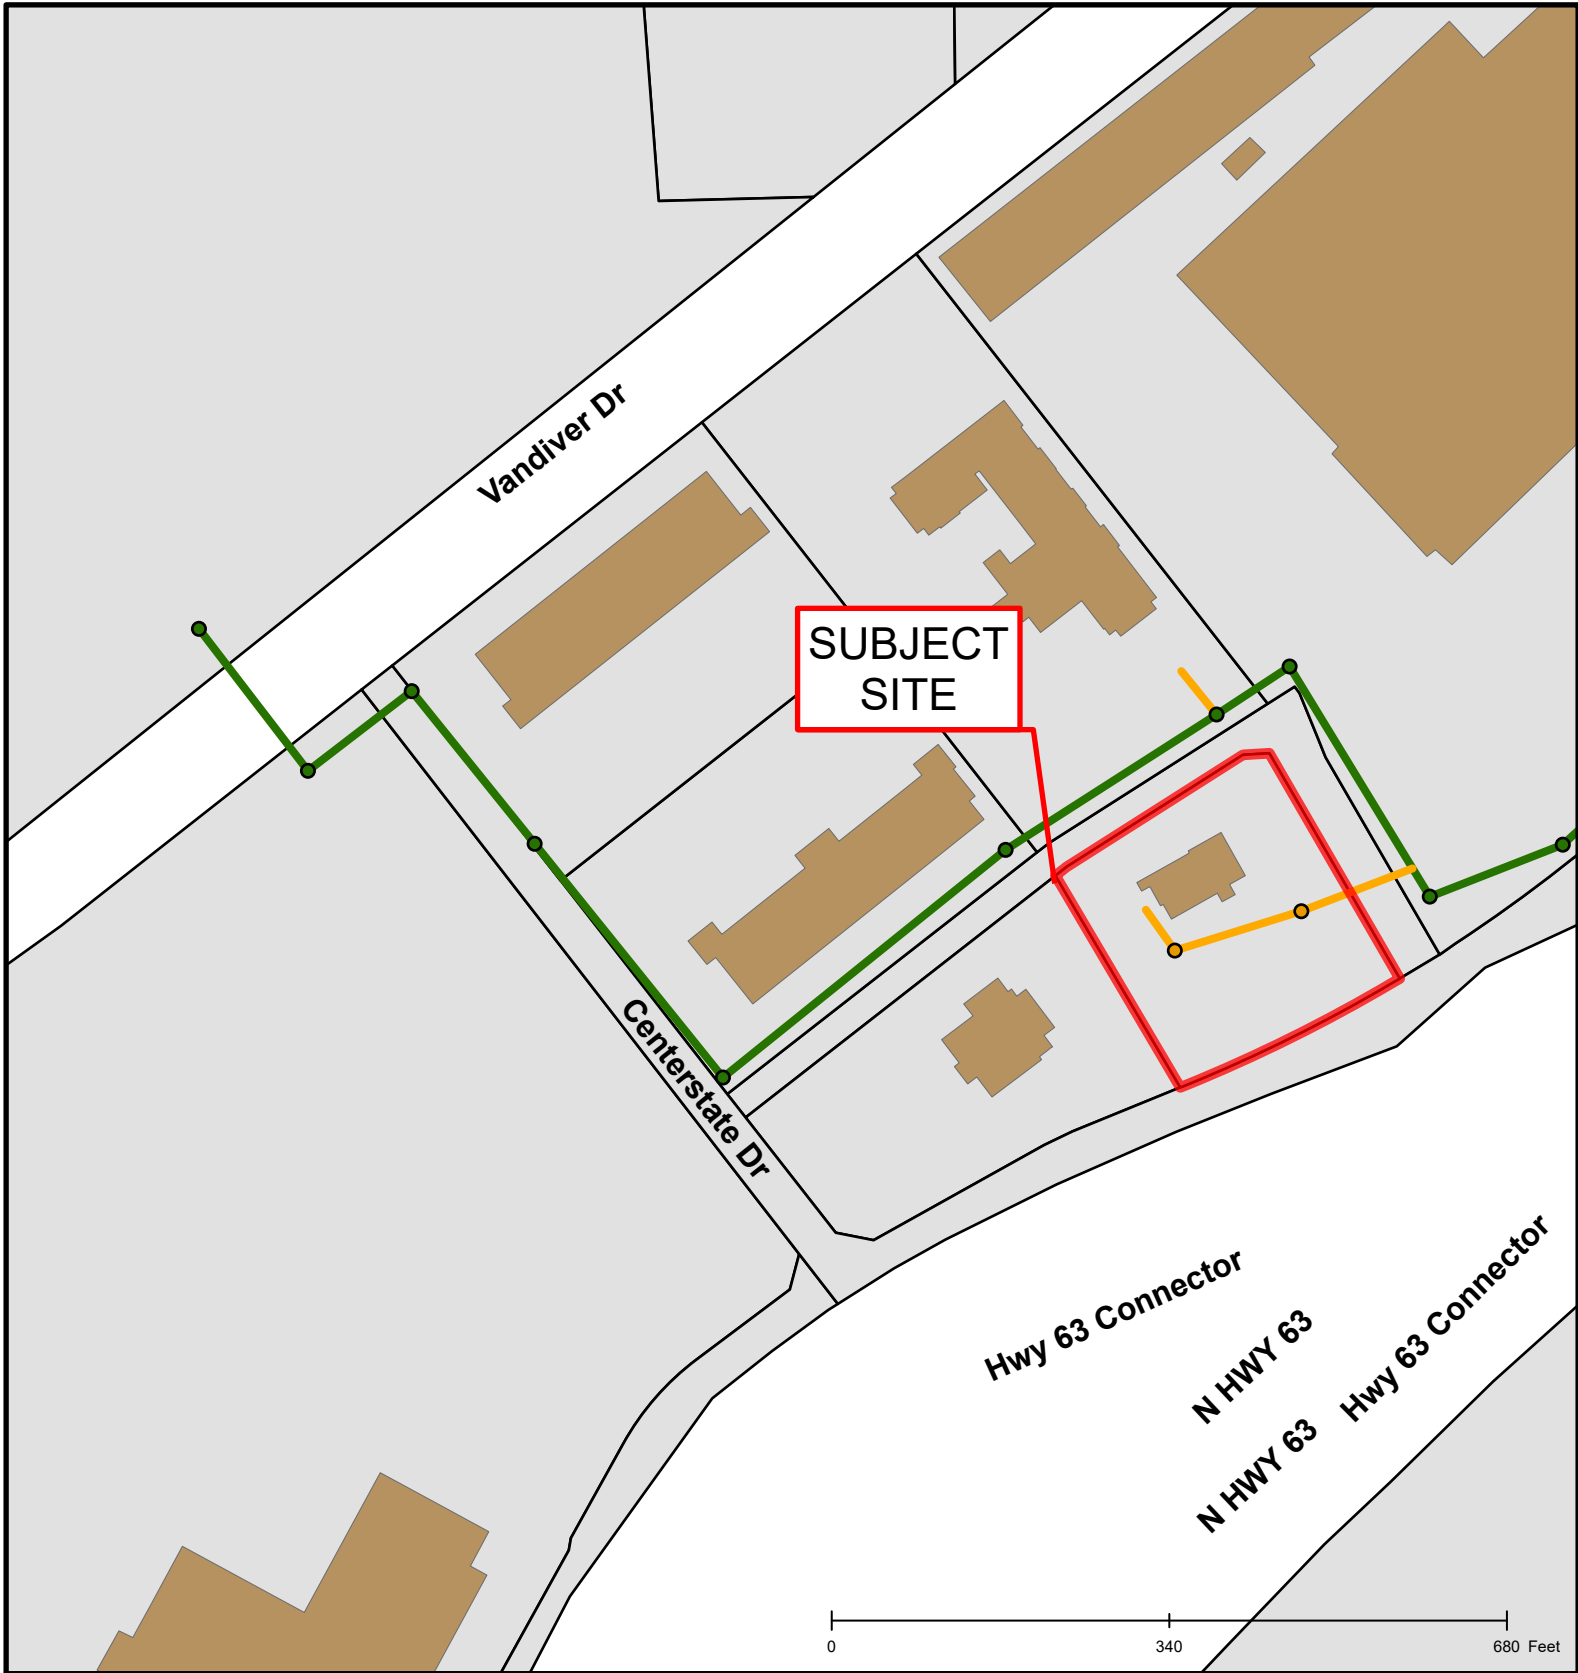 Vandiver Dr
SUBJECT
SITE
Centerstate Dr
Hwy 63 Connector
N HWY 63
Hwy 63 Connector
N HWY 63
0 340 680 Feet